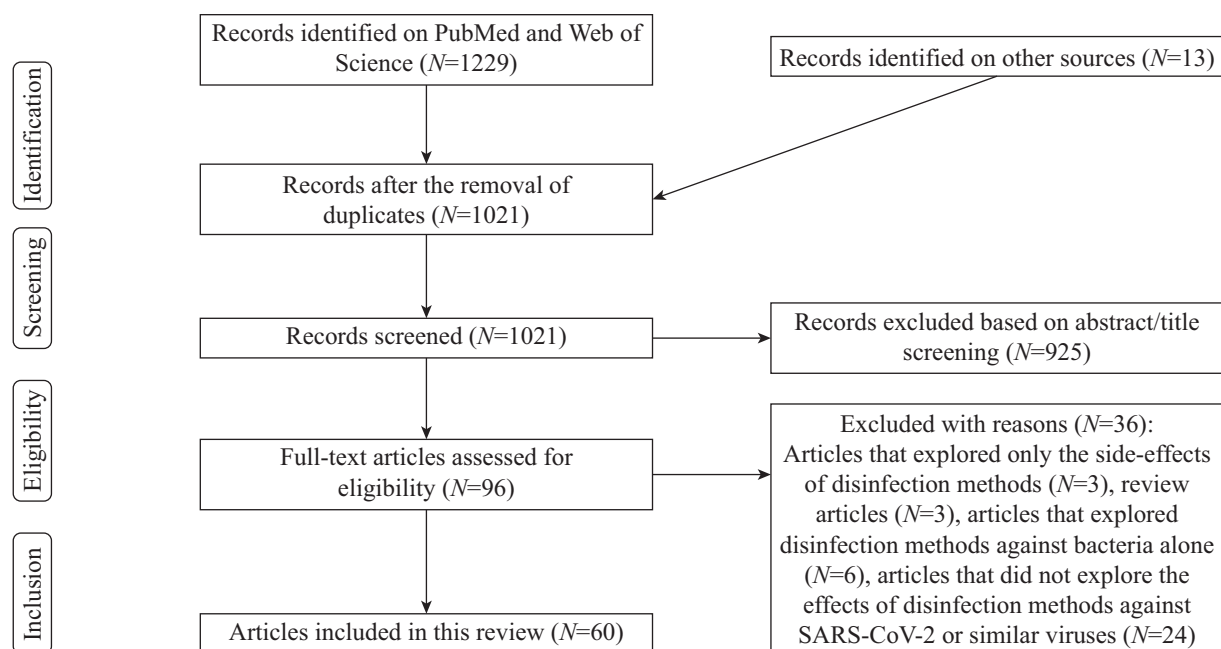 Records identified on PubMed and Web of
Science (N=1229)
Records identified on other sources (N=13)
Identification
Records after the removal of
duplicates (N=1021)
Screening
Records screened (N=1021)
Records excluded based on abstract/title
screening (N=925)
Eligibility
Full-text articles assessed for
eligibility (N=96)
Excluded with reasons (N=36):
Articles that explored only the side-effects
of disinfection methods (N=3), review
articles (N=3), articles that explored
disinfection methods against bacteria alone
(N=6), articles that did not explore the
effects of disinfection methods against
SARS-CoV-2 or similar viruses (N=24)
Inclusion
Articles included in this review (N=60)